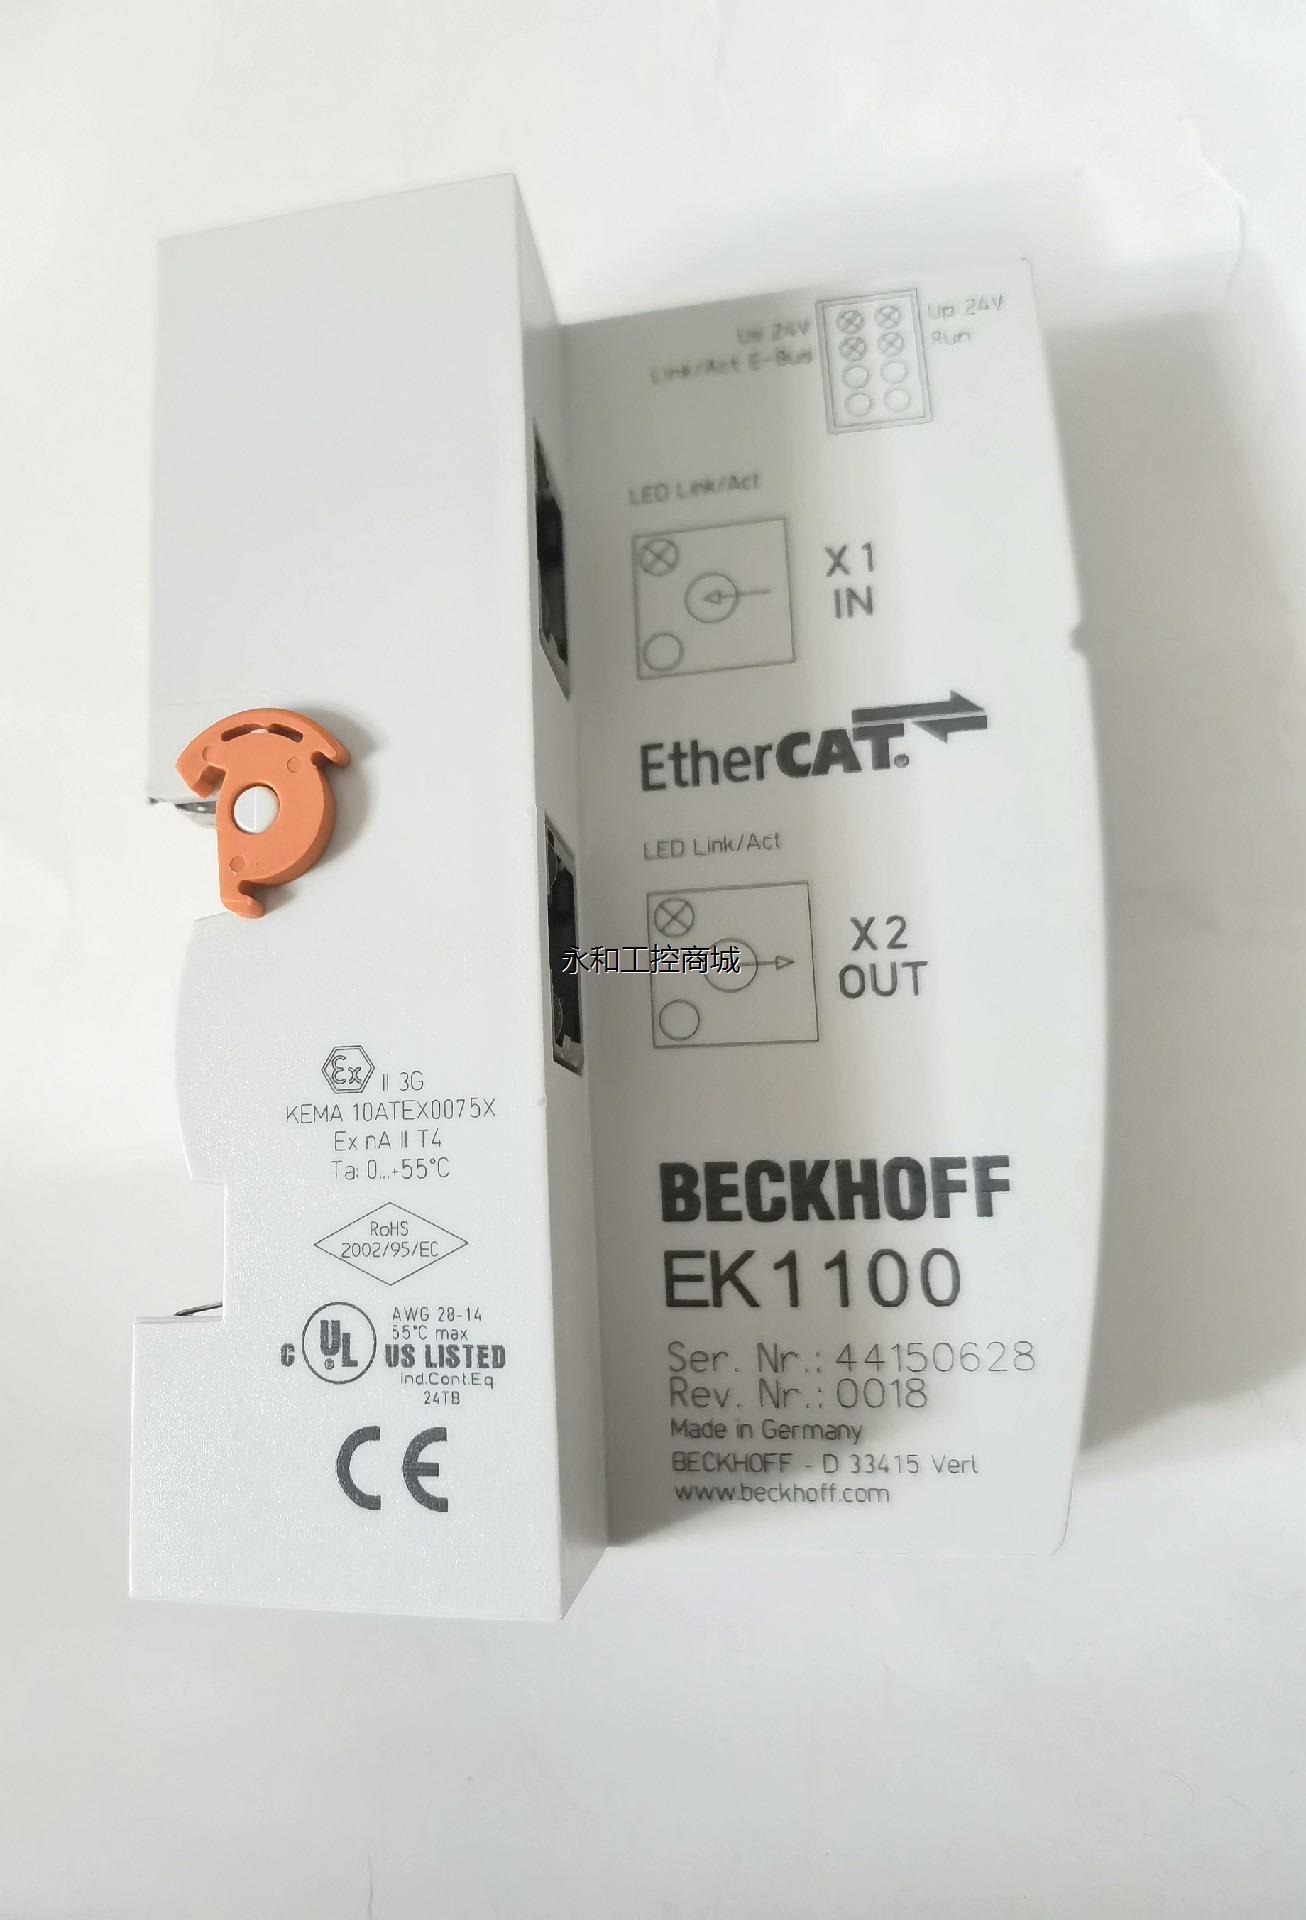 Us 24V
Up 24V
Link/Act E-Bus
Run
LED Link/Act
X1
IN
EtherCAT®
LED Link/Act
X2
OUT
永和工控商城
Ex II 3G
KEMA 10ATEX0075X
Ex nA II T4
Ta: 0...+55°C
RoHS
2002/95/EC
AWG 28-14
55°C max
C UL® US LISTED
Ind.Cont.Eq
24TB
CE
BECKHOFF
EK1100
Ser. Nr.: 44150628
Rev. Nr.: 0018
Made in Germany
BECKHOFF - D 33415 Verl
www.beckhoff.com